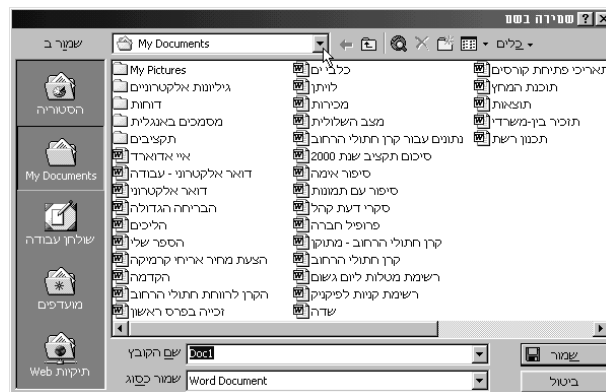 שמירה בשם
שמור ב
My Documents
כלים
הסטוריה
My Documents
שולחן עבודה
מועדפים
תיקיות Web
My Pictures
גיליונות אלקטרוניים
דוחות
מסמכים באנגלית
תקציבים
איי אדוארד
דואר אלקטרוני - עבודה
דואר אלקטרוני
הבריחה הגדולה
הליכים
הספר שלי
הצעת מחיר אריחי קרמיקה
הקדמה
הקרן לרווחת חתולי הרחוב
זכייה בפרס ראשון
כלביים
לויתן
מכירות
מצב השלולית
נתונים עבור קרן חתולי הרחוב
סיכום תקציב שנת 2000
סיפור אימה
סיפור עם תמונות
סקרי דעת קהל
פרופיל חברה
קרן חתולי הרחוב - מתוקן
קרן חתולי הרחוב
רשימת מטלות ליום גשום
רשימת קניות לפיקניק
שדה
תאריכי פתיחת קורסים
תוכנת המחץ
תוצאות
תזכיר בין-משרדי
תכנון רשת
שם הקובץ
Doc1
שמור
שמור כסוג
Word Document
ביטול